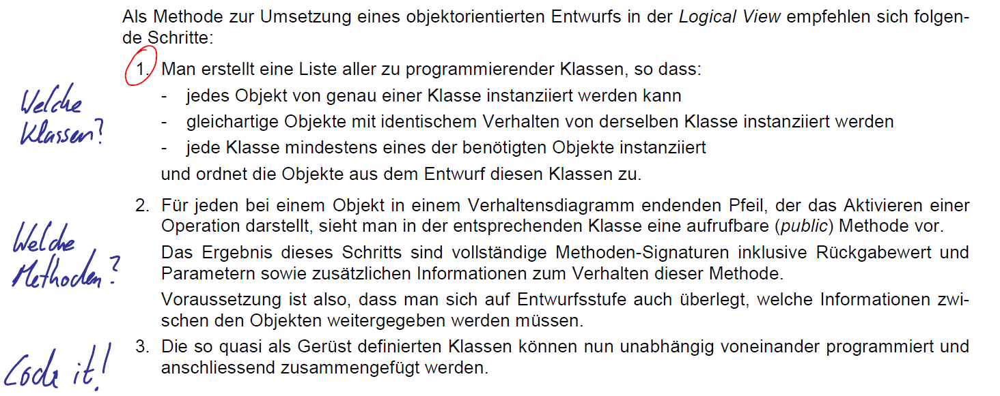 Als Methode zur Umsetzung eines objektorientierten Entwurfs in der Logical View empfehlen sich folgen-
de Schritte:
1. Man erstellt eine Liste aller zu programmierender Klassen, so dass:
- jedes Objekt von genau einer Klasse instanziiert werden kann
Welche
- gleichartige Objekte mit identischem Verhalten von derselben Klasse instanziiert werden
Klassen?
- jede Klasse mindestens eines der benötigten Objekte instanziiert
und ordnet die Objekte aus dem Entwurf diesen Klassen zu.
2. Für jeden bei einem Objekt in einem Verhaltensdiagramm endenden Pfeil, der das Aktivieren einer
Operation darstellt, sieht man in der entsprechenden Klasse eine aufrufbare (public) Methode vor.
Welche
Methoden?
Das Ergebnis dieses Schritts sind vollständige Methoden-Signaturen inklusive Rückgabewert und
Parametern sowie zusätzlichen Informationen zum Verhalten dieser Methode.
Voraussetzung ist also, dass man sich auf Entwurfsstufe auch überlegt, welche Informationen zwi-
schen den Objekten weitergegeben werden müssen.
3. Die so quasi als Gerüst definierten Klassen können nun unabhängig voneinander programmiert und
anschliessend zusammengefügt werden.
Code it!